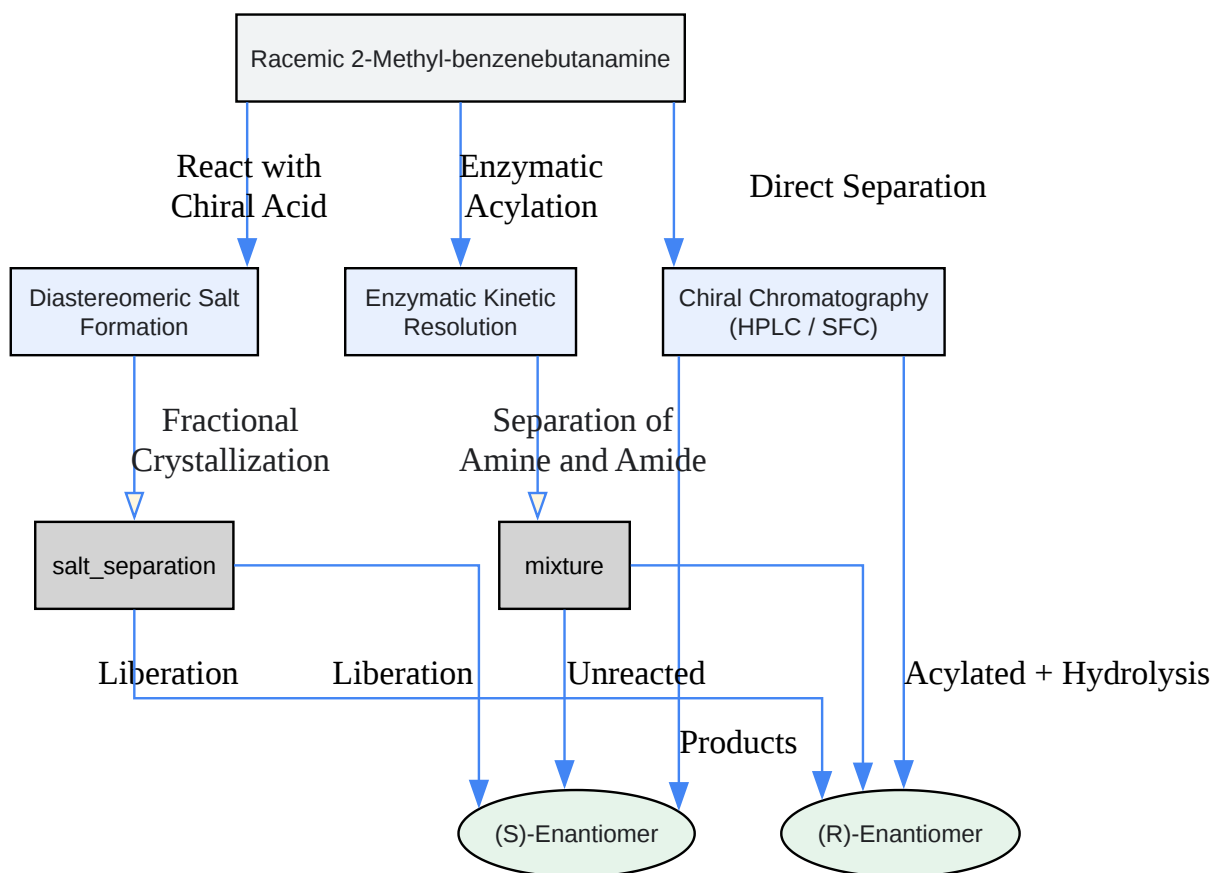 Racemic 2-Methyl-benzenebutanamine
React with
Chiral Acid
Enzymatic
Acylation
Direct Separation
Diastereomeric Salt
Formation
Enzymatic Kinetic
Resolution
Chiral Chromatography
(HPLC / SFC)
Fractional
Crystallization
Separation of
Amine and Amide
salt_separation
mixture
Liberation
Liberation
Unreacted
Acylated + Hydrolysis
Products
(S)-Enantiomer
(R)-Enantiomer